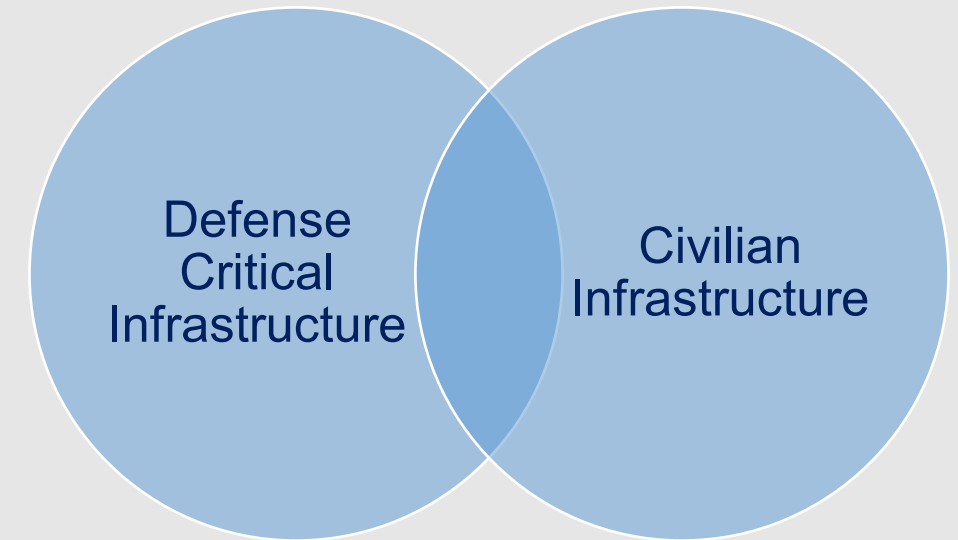 Defense
Critical
Infrastructure
Civilian
Infrastructure